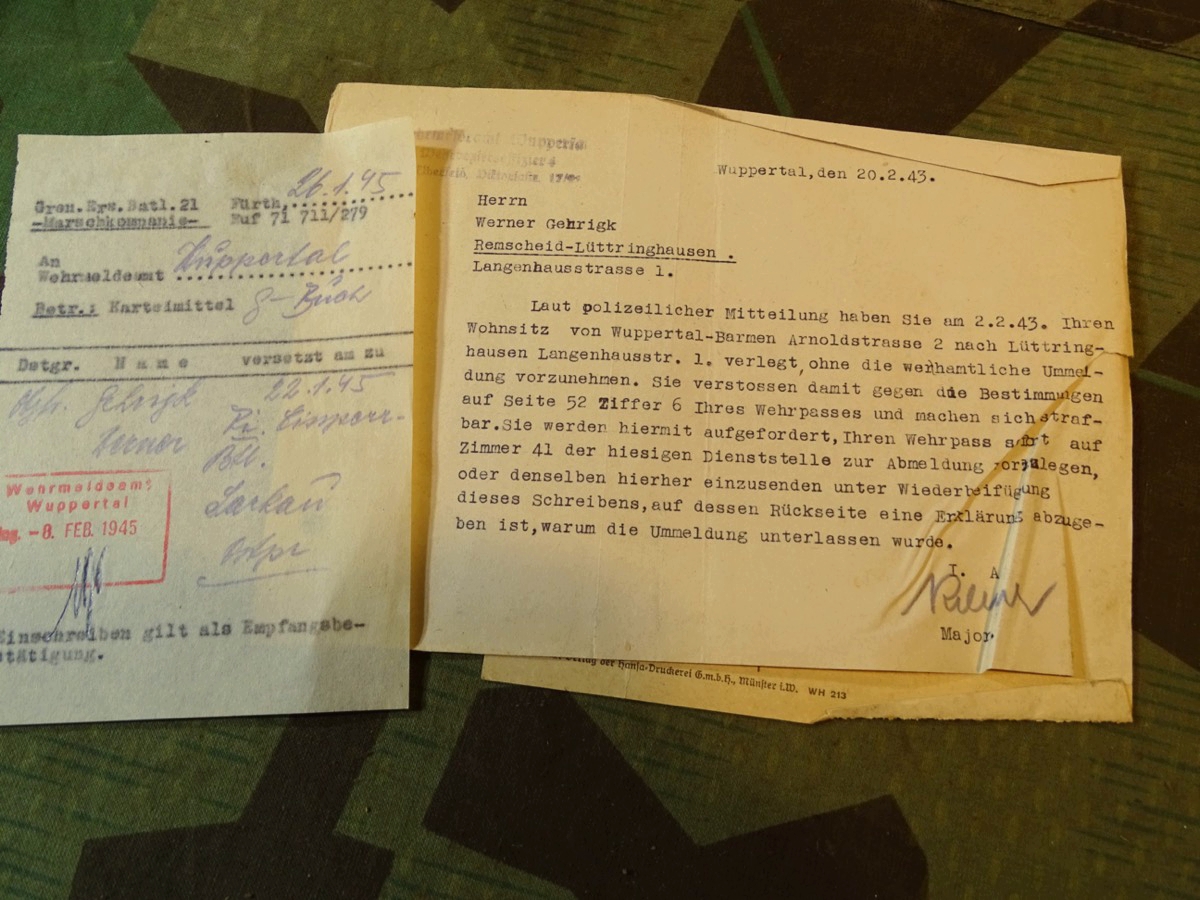 26.1.45
Gren.Ers.Batl.21 Fürth,
-Marschkompanie- Ruf 71 711/279
An
Wehrmeldeamt Wuppertal
Betr.: Karteimittel G-Buch
Dstgr. Name versetzt am zu
22.1.45
Werner
Btl.
Wehrmeldeamt
Wuppertal
-8. FEB. 1945
Einschreiben gilt als Empfangsbe-
stätigung.
Wuppertal
Wuppertal,den 20.2.43.
Herrn
Werner Gehrigk
Remscheid-Lüttringhausen .
Langenhausstrasse 1.
Laut polizeilicher Mitteilung haben Sie am 2.2.43. Ihren
Wohnsitz von Wuppertal-Barmen Arnoldstrasse 2 nach Lüttring-
hausen Langenhausstr. 1. verlegt,ohne die wehramtliche Ummel-
dung vorzunehmen. Sie verstossen damit gegen die Bestimmungen
auf Seite 52 Ziffer 6 Ihres Wehrpasses und machen sich straf-
bar.Sie werden hiermit aufgefordert,Ihren Wehrpass sofort auf
Zimmer 41 der hiesigen Dienststelle zur Abmeldung vorzulegen,
oder denselben hierher einzusenden unter Wiederbeifügung
dieses Schreibens,auf dessen Rückseite eine Erklärung abzuge-
ben ist,warum die Ummeldung unterlassen wurde.
I. A
Major
der Hansa-Druckerei G.m.b.H., Münster i.W. WH 213